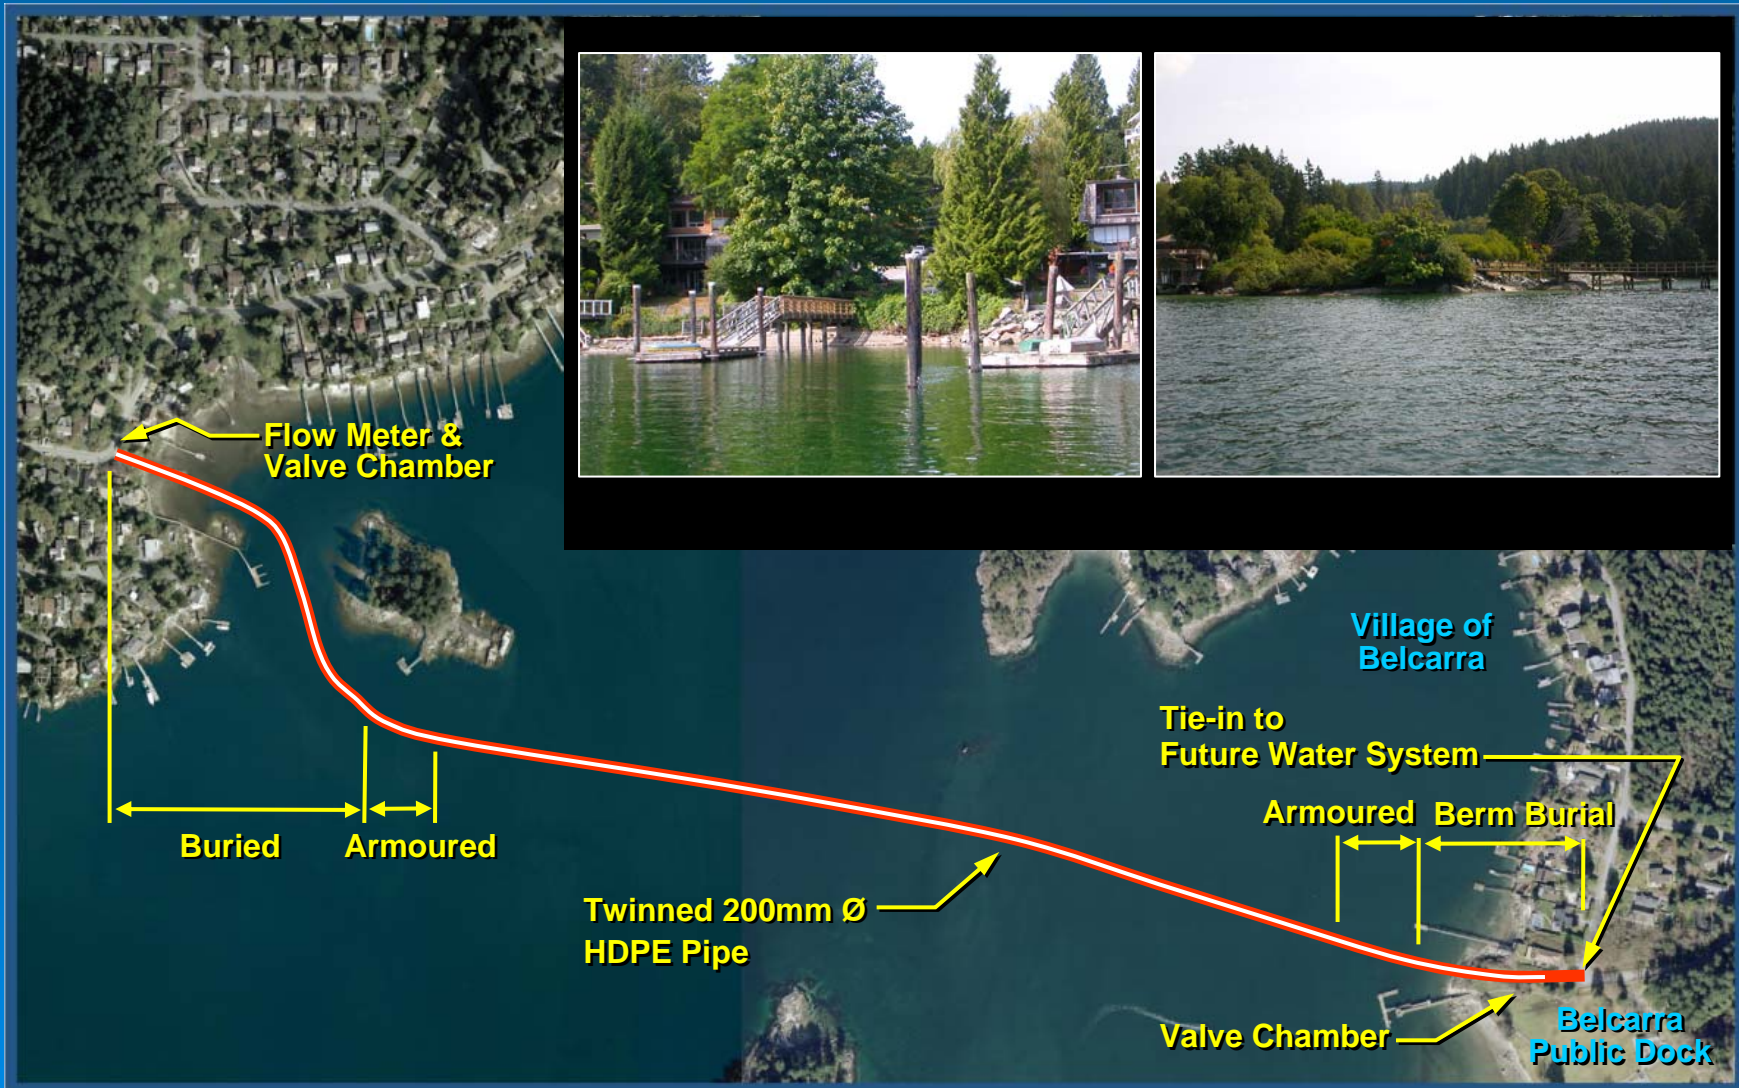 Flow Meter &
Valve Chamber
Village of
Belcarra
Tie-in to
Future Water System
Armoured
Berm Burial
Buried
Armoured
Twinned 200mm Ø
HDPE Pipe
Valve Chamber
Belcarra
Public Dock